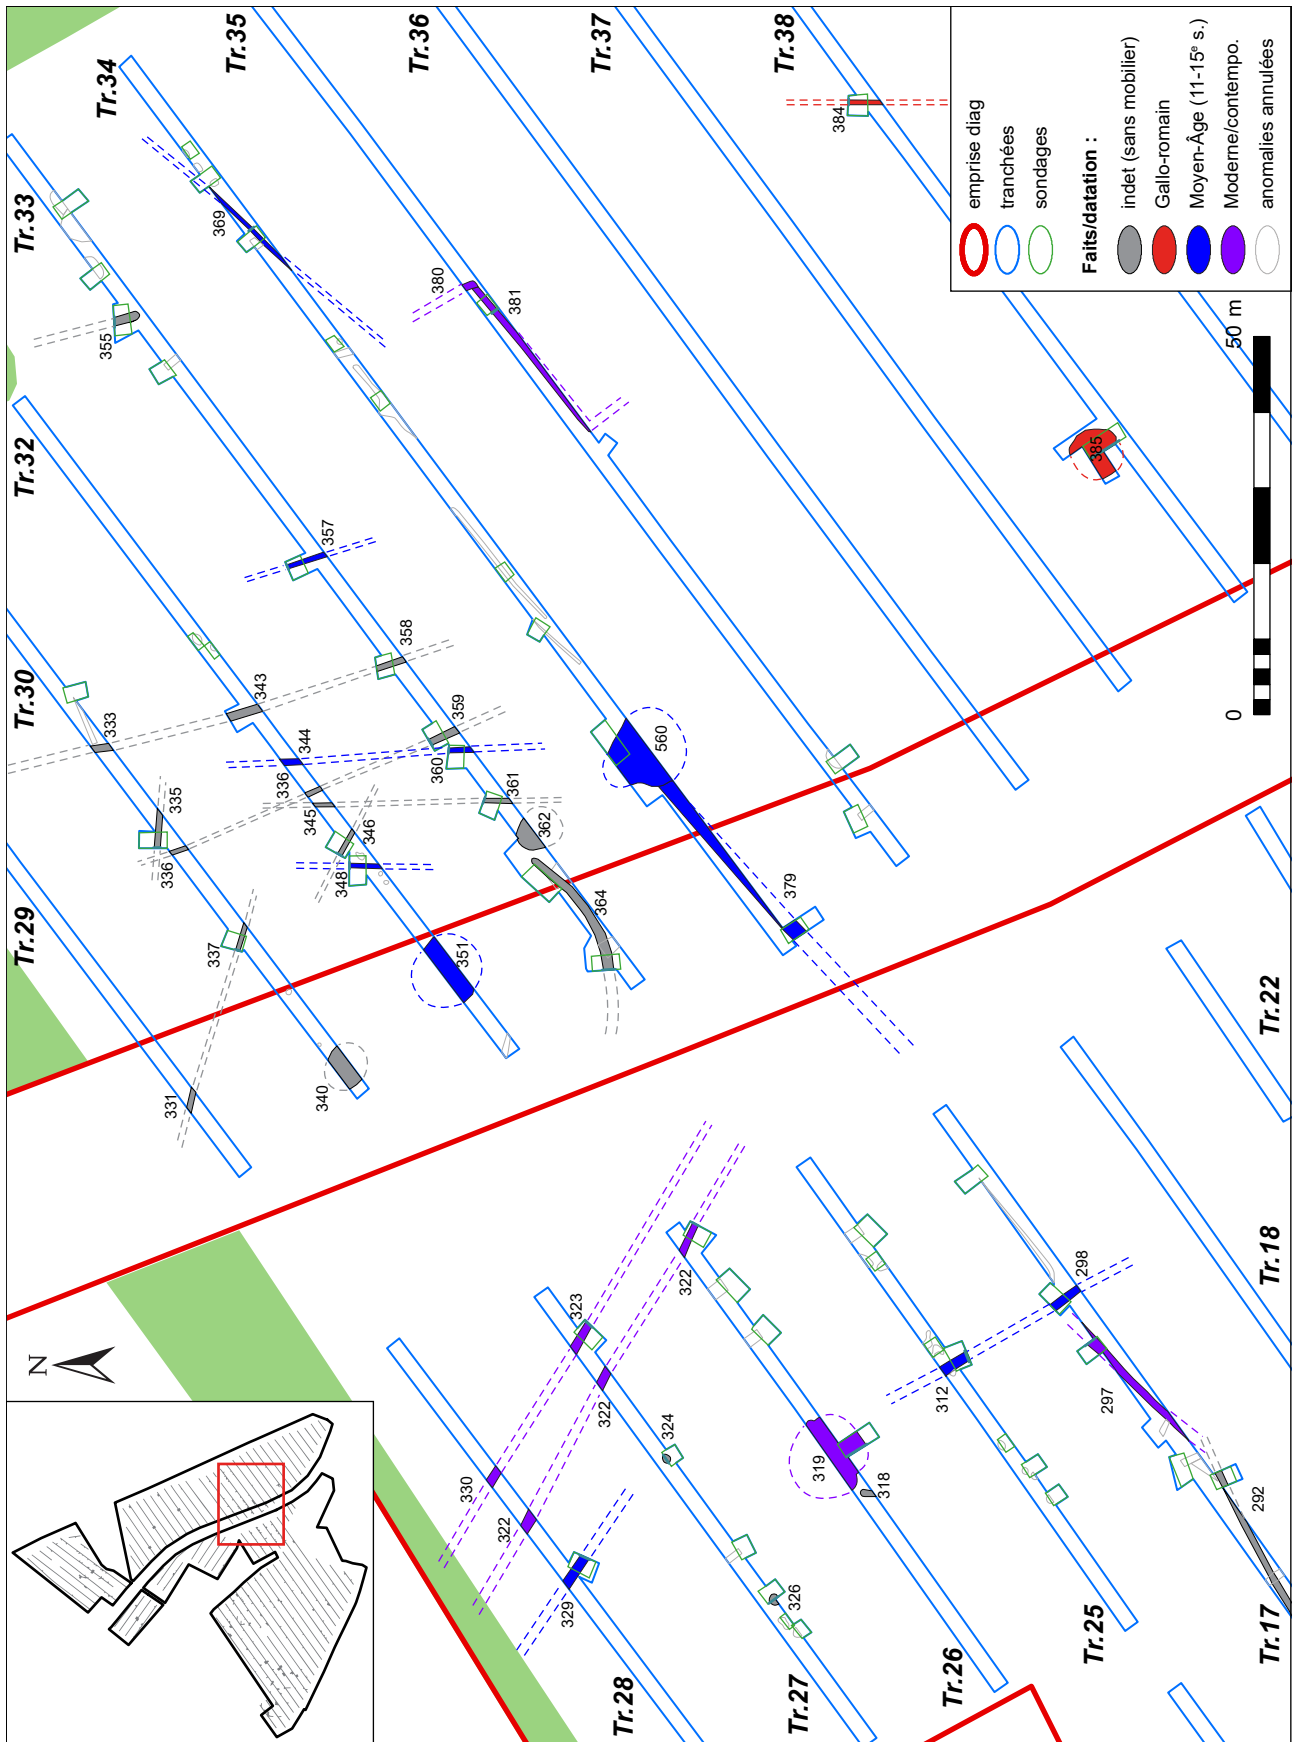 Tr.33
Tr.34
Tr.35
Tr.36
Tr.37
Tr.38
Tr.32
Tr.30
Tr.29
Tr.28
Tr.27
Tr.26
Tr.25
Tr.17
Tr.18
Tr.22
369
384
380
381
355
385
357
358
343
333
344
359
360
336
345
335
361
346
336
362
348
560
337
364
379
351
331
340
323
322
322
324
330
322
329
326
319
318
312
298
297
292
N
0
50 m
emprise diag
tranchées
sondages
Faits/datation :
indet (sans mobilier)
Gallo-romain
Moyen-Âge (11-15e s.)
Moderne/contempo.
anomalies annulées